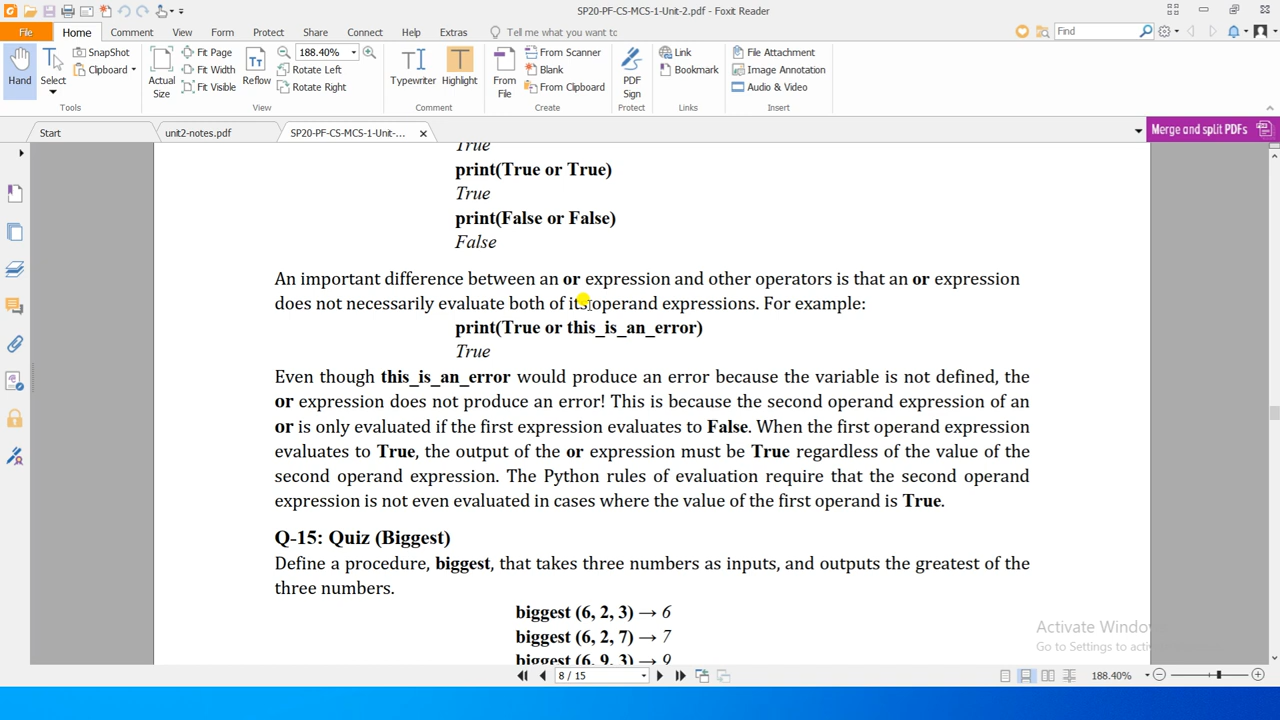 SP20-PF-CS-MCS-1-Unit-2.pdf - Foxit Reader
File Home Comment View Form Protect Share Connect Help Extras Tell me what you want tc Find
Hand Select SnapShot Clipboard Actual Size Fit Page Fit Width Fit Visible Reflow 188.40% Rotate Left Rotate Right Typewriter Highlight From File From Scanner Blank From Clipboard PDF Sign Link Bookmark File Attachment Image Annotation Audio & Video
Tools View Comment Create Protect Links Insert
Start unit2-notes.pdf SP20-PF-CS-MCS-1-Unit-... Merge and split PDFs
True
print(True or True)
True
print(False or False)
False
An important difference between an or expression and other operators is that an or expression
does not necessarily evaluate both of its operand expressions. For example:
print(True or this_is_an_error)
True
Even though this_is_an_error would produce an error because the variable is not defined, the
or expression does not produce an error! This is because the second operand expression of an
or is only evaluated if the first expression evaluates to False. When the first operand expression
evaluates to True, the output of the or expression must be True regardless of the value of the
second operand expression. The Python rules of evaluation require that the second operand
expression is not even evaluated in cases where the value of the first operand is True.
Q-15: Quiz (Biggest)
Define a procedure, biggest, that takes three numbers as inputs, and outputs the greatest of the
three numbers.
biggest (6, 2, 3) → 6
biggest (6, 2, 7) → 7
biggest (6, 9, 3) → 9
Activate Windo
Go to Settings to acti
8 / 15 188.40%